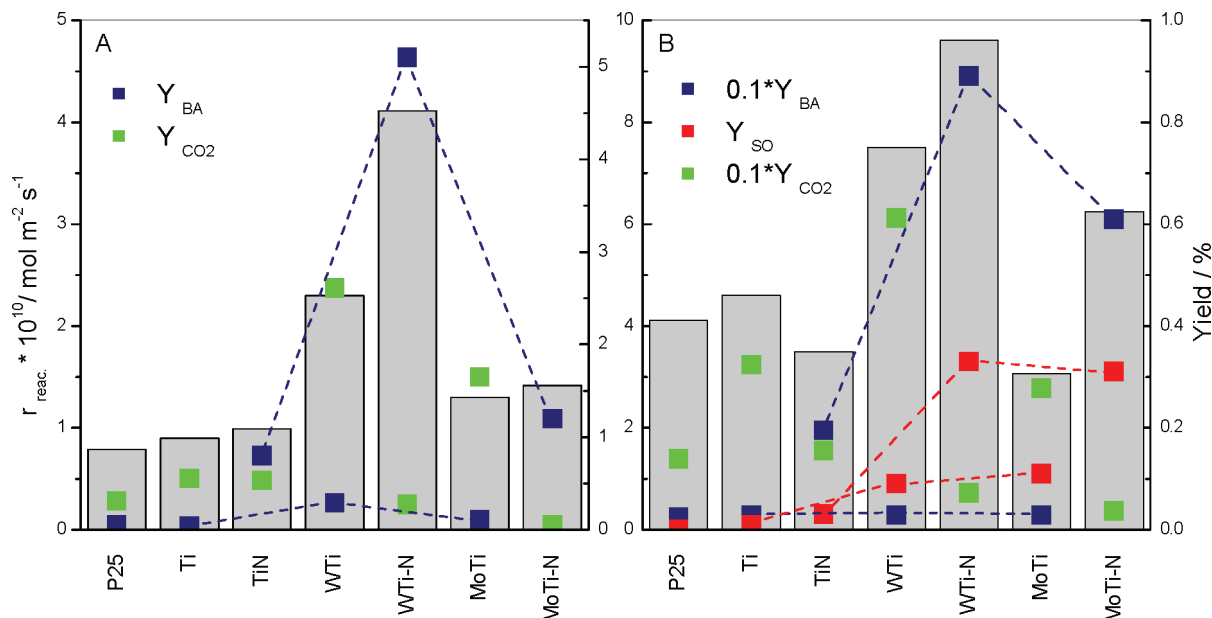 A
Y BA
Y CO2
r reac. * 10¹⁰/ mol m⁻² s⁻¹
5
4
3
2
1
0
5
4
3
2
1
0
P25
Ti
TiN
WTi
WTi-N
MoTi
MoTi-N
B
0.1*Y BA
Y SO
0.1*Y CO2
10
8
6
4
2
0
1.0
0.8
0.6
0.4
0.2
0.0
Yield / %
P25
Ti
TiN
WTi
WTi-N
MoTi
MoTi-N